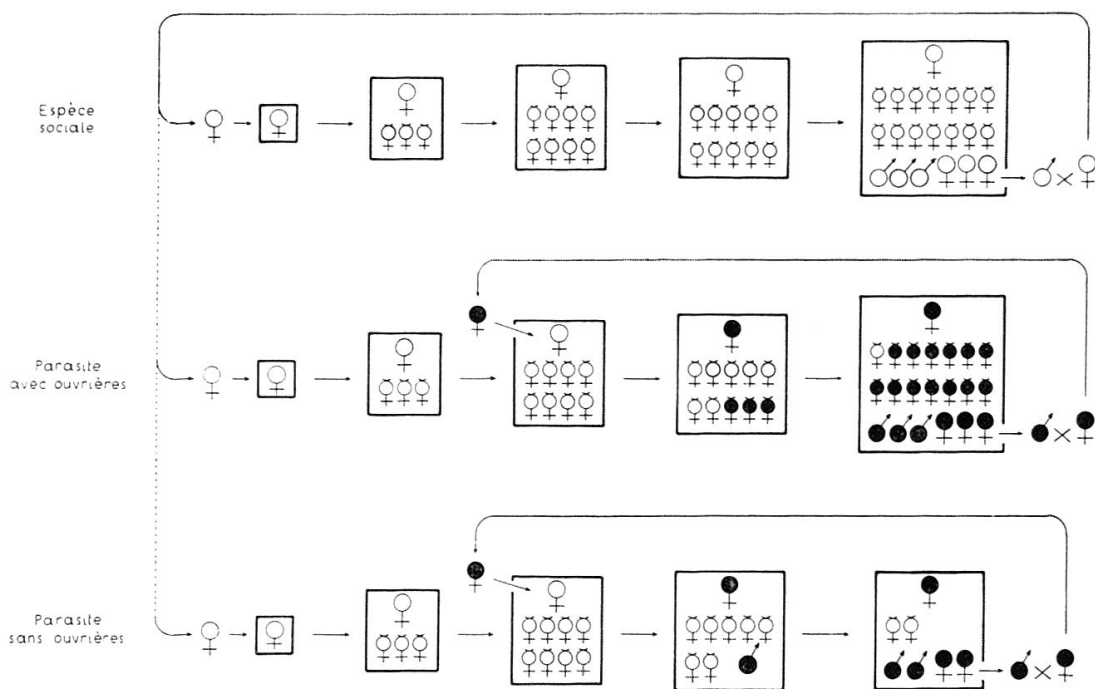 Espèce
sociale
Parasite
avec ouvrières
Parasite
sans ouvrières